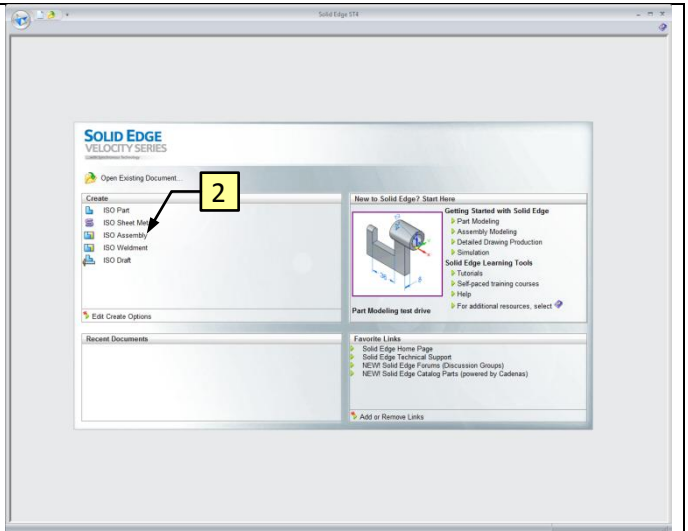 Solid Edge ST4
SOLID EDGE
VELOCITY SERIES
Open Existing Document...
2
Create
ISO Part
ISO Sheet Metal
ISO Assembly
ISO Weldment
ISO Draft
Edit Create Options
New to Solid Edge? Start Here
Getting Started with Solid Edge
Part Modeling
Assembly Modeling
Detailed Drawing Production
Simulation
Solid Edge Learning Tools
Tutorials
Self-paced training courses
Help
For additional resources, select
36
8
Part Modeling test drive
Recent Documents
Favorite Links
Solid Edge Home Page
Solid Edge Technical Support
NEW! Solid Edge Forums (Discussion Groups)
NEW! Solid Edge Catalog Parts (powered by Cadenas)
Add or Remove Links